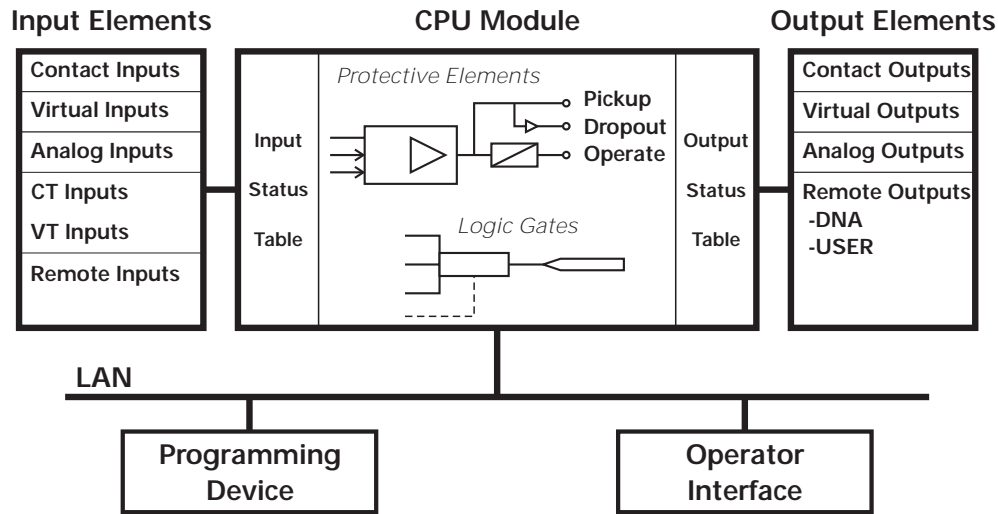 Input Elements
CPU Module
Output Elements
Contact Inputs
Virtual Inputs
Analog Inputs
CT Inputs
VT Inputs
Remote Inputs
Input
Status
Table
Protective Elements
Pickup
Dropout
Operate
Logic Gates
Output
Status
Table
Contact Outputs
Virtual Outputs
Analog Outputs
Remote Outputs
-DNA
-USER
LAN
Programming
Device
Operator
Interface